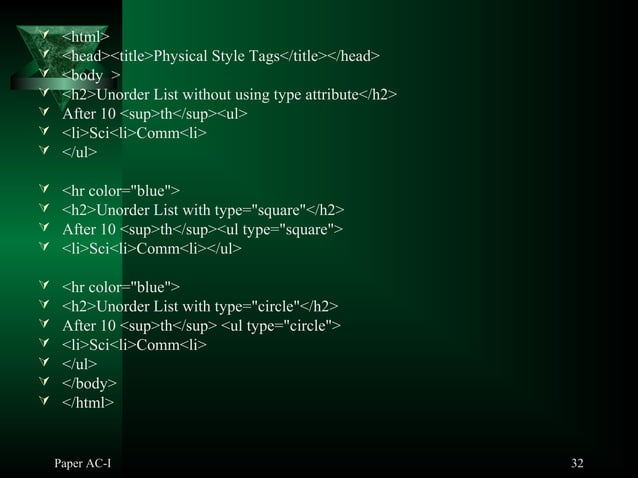 <html>
<head><title>Physical Style Tags</title></head>
<body  >
<h2>Unorder List without using type attribute</h2>
After 10 <sup>th</sup><ul>
<li>Sci<li>Comm<li>
</ul>
<hr color="blue">
<h2>Unorder List with type="square"</h2>
After 10 <sup>th</sup><ul type="square">
<li>Sci<li>Comm<li></ul>
<hr color="blue">
<h2>Unorder List with type="circle"</h2>
After 10 <sup>th</sup> <ul type="circle">
<li>Sci<li>Comm<li>
</ul>
</body>
</html>
Paper AC-I
32